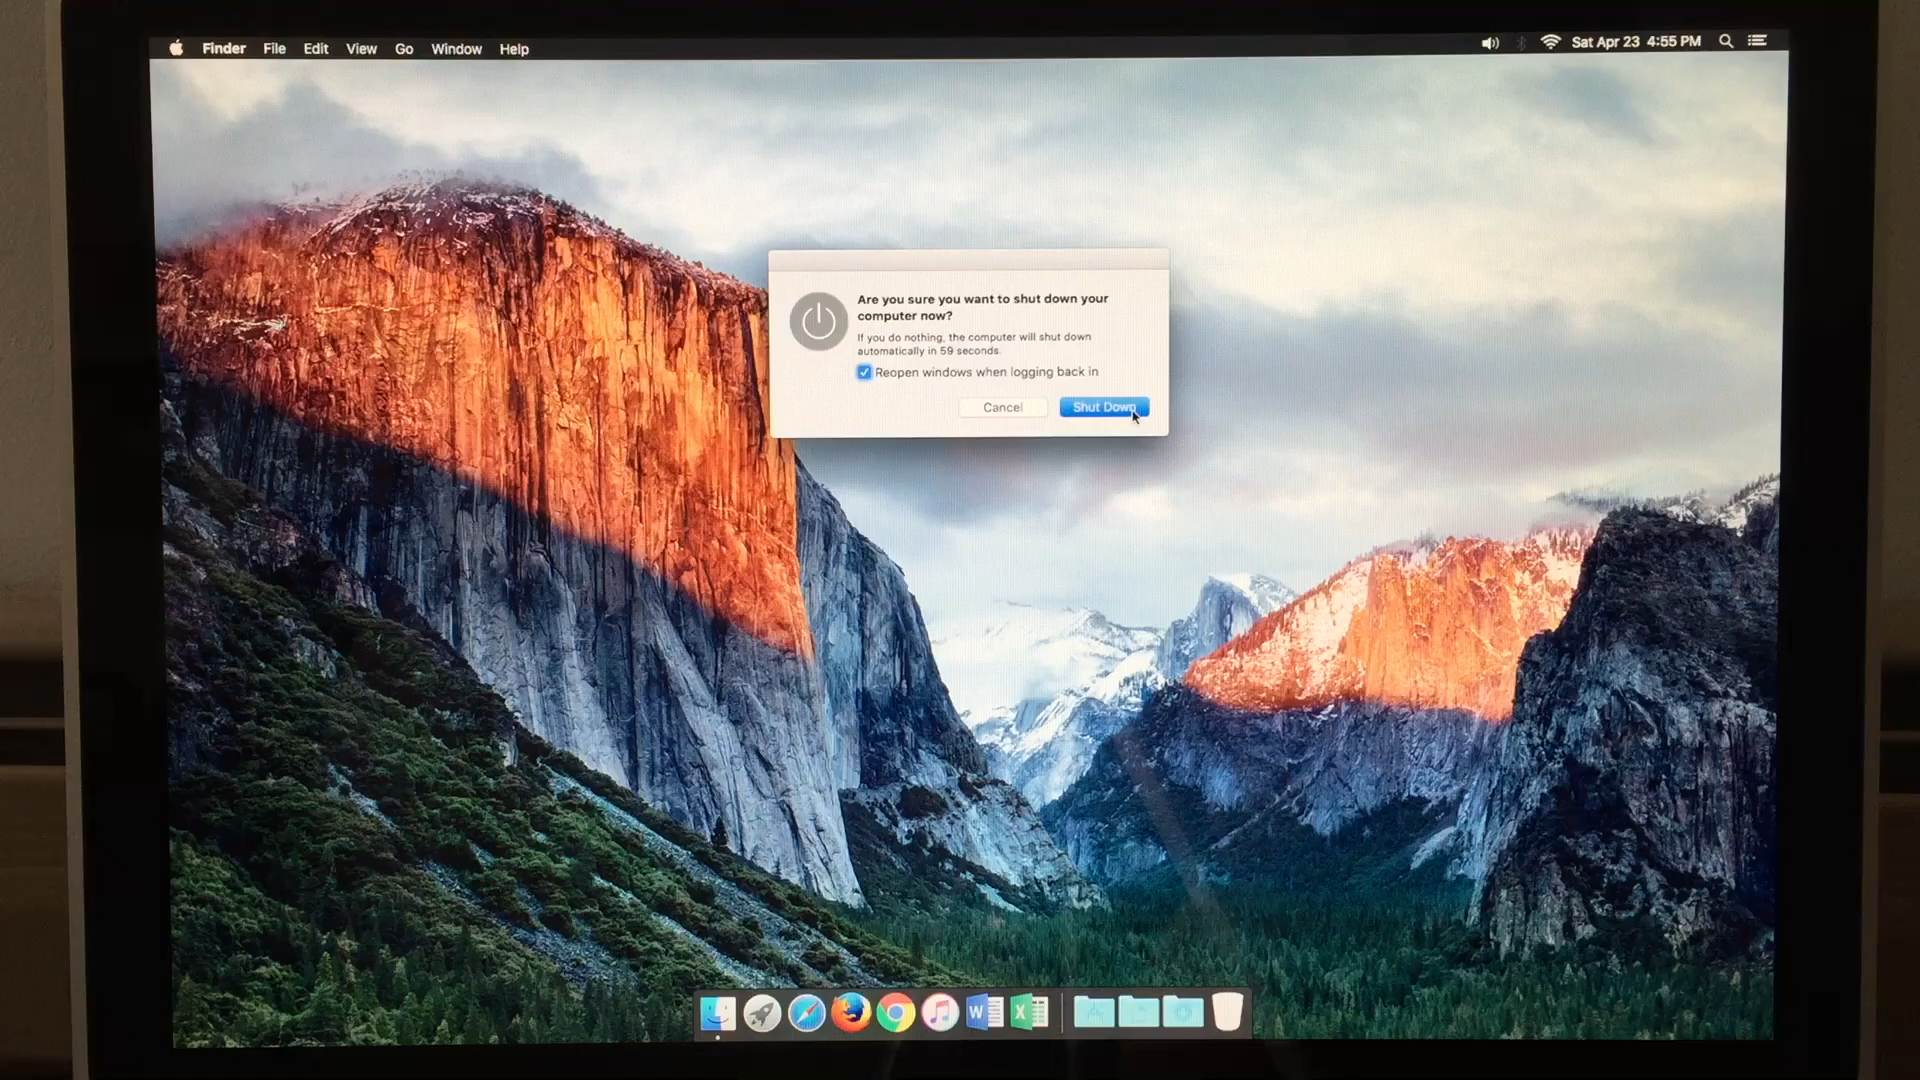 Finder File Edit View Go Window Help
Sat Apr 23 4:55 PM
Are you sure you want to shut down your
computer now?
If you do nothing, the computer will shut down
automatically in 59 seconds.
Reopen windows when logging back in
Cancel
Shut Down
W
X